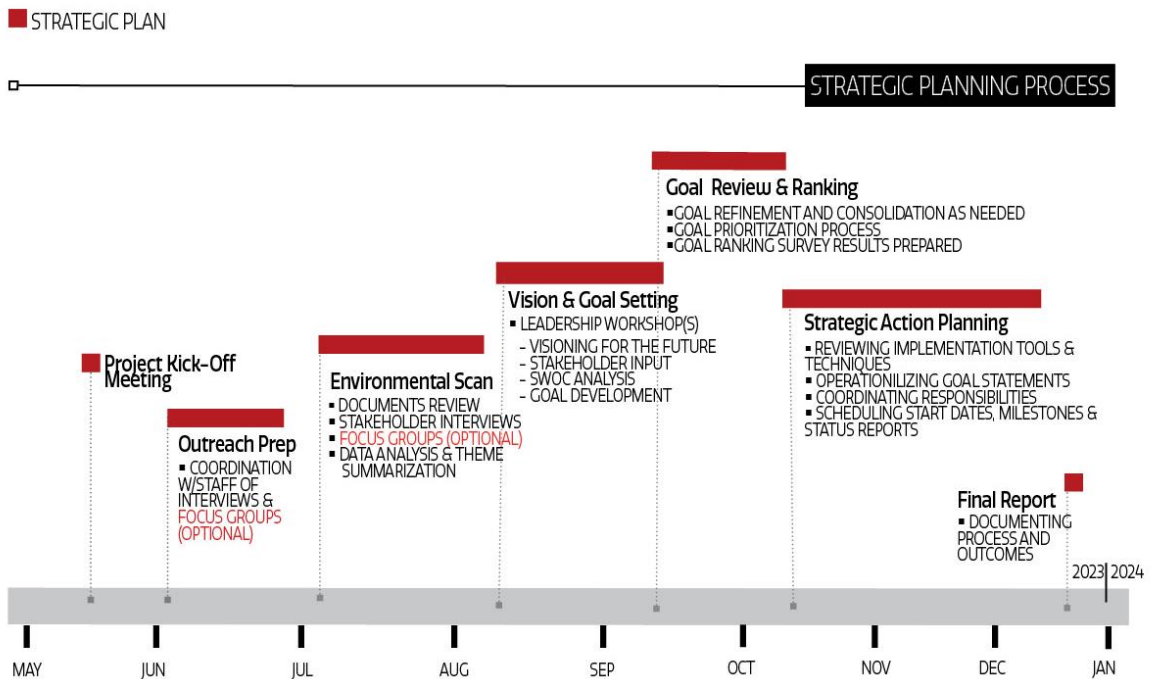 STRATEGIC PLAN
STRATEGIC PLANNING PROCESS
Goal Review & Ranking
▪GOAL REFINEMENT AND CONSOLIDATION AS NEEDED
▪GOAL PRIORITIZATION PROCESS
▪GOAL RANKING SURVEY RESULTS PREPARED
Vision & Goal Setting
▪ LEADERSHIP WORKSHOP(S)
- VISIONING FOR THE FUTURE
- STAKEHOLDER INPUT
- SWOC ANALYSIS
- GOAL DEVELOPMENT
Strategic Action Planning
▪ REVIEWING IMPLEMENTATION TOOLS &
TECHNIQUES
▪ OPERATIONILIZING GOAL STATEMENTS
▪ COORDINATING RESPONSIBILITIES
▪ SCHEDULING START DATES, MILESTONES &
STATUS REPORTS
Project Kick-Off
Meeting
Environmental Scan
▪ DOCUMENTS REVIEW
▪ STAKEHOLDER INTERVIEWS
▪ FOCUS GROUPS (OPTIONAL)
▪ DATA ANALYSIS & THEME
SUMMARIZATION
Outreach Prep
▪ COORDINATION
W/STAFF OF
INTERVIEWS &
FOCUS GROUPS
(OPTIONAL)
Final Report
▪ DOCUMENTING
PROCESS AND
OUTCOMES
2023 2024
MAY JUN JUL AUG SEP OCT NOV DEC JAN